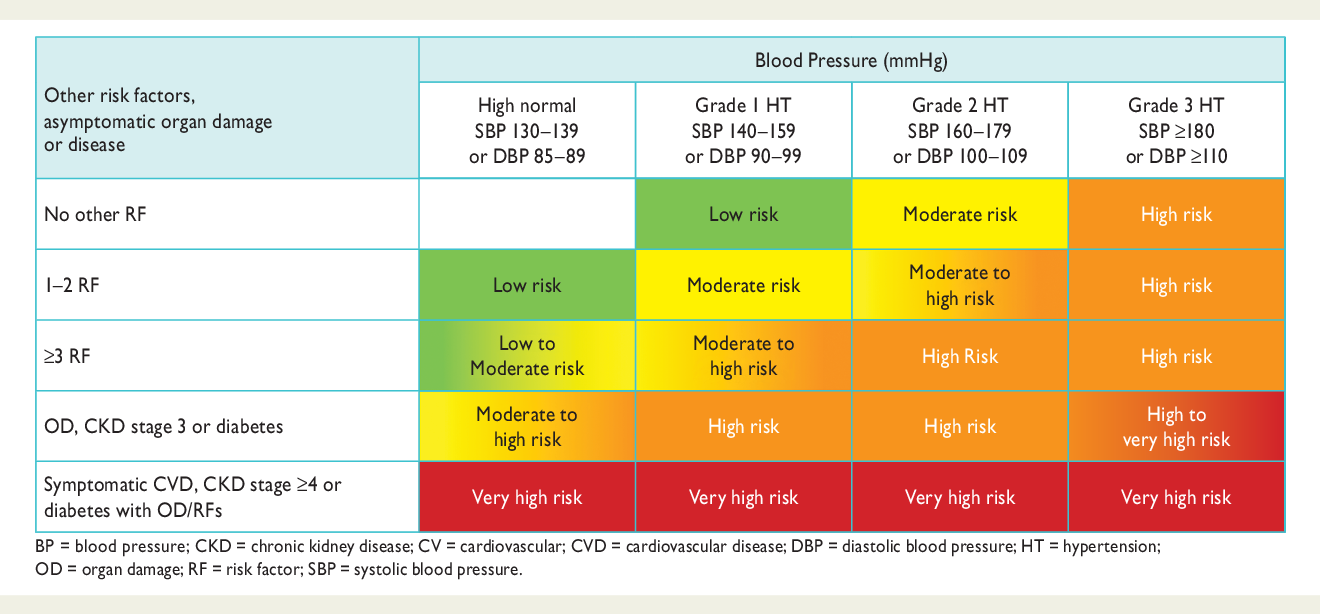 Blood Pressure (mmHg)
Other risk factors,
asymptomatic organ damage
or disease
High normal
SBP 130–139
or DBP 85–89
Grade 1 HT
SBP 140–159
or DBP 90–99
Grade 2 HT
SBP 160–179
or DBP 100–109
Grade 3 HT
SBP ≥180
or DBP ≥110
No other RF
Low risk
Moderate risk
High risk
1–2 RF
Low risk
Moderate risk
Moderate to
high risk
High risk
≥3 RF
Low to
Moderate risk
Moderate to
high risk
High Risk
High risk
OD, CKD stage 3 or diabetes
Moderate to
high risk
High risk
High risk
High to
very high risk
Symptomatic CVD, CKD stage ≥4 or
diabetes with OD/RFs
Very high risk
Very high risk
Very high risk
Very high risk
BP = blood pressure; CKD = chronic kidney disease; CV = cardiovascular; CVD = cardiovascular disease; DBP = diastolic blood pressure; HT = hypertension;
OD = organ damage; RF = risk factor; SBP = systolic blood pressure.